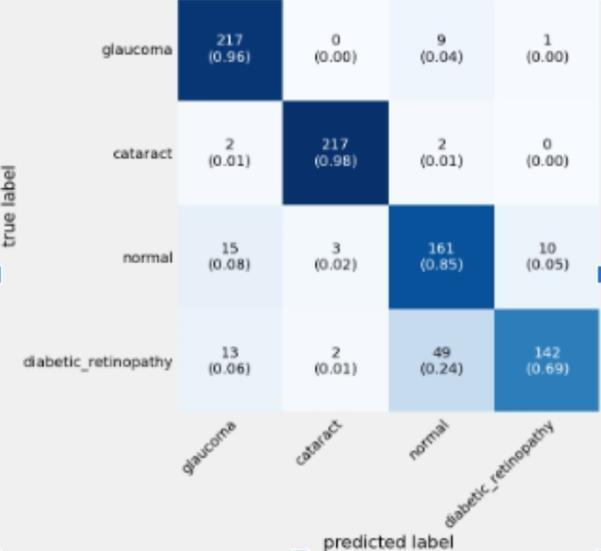 217 0 9 1
glaucoma (0.96) (0.00) (0.04) (0.00)
2 217 2 0
cataract (0.01) (0.98) (0.01) (0.00)
15 3 161 10
normal (0.08) (0.02) (0.85) (0.05)
13 2 49 142
diabetic_retinopathy (0.06) (0.01) (0.24) (0.69)
true label
glaucoma cataract normal diabetic_retinopathy
predicted label